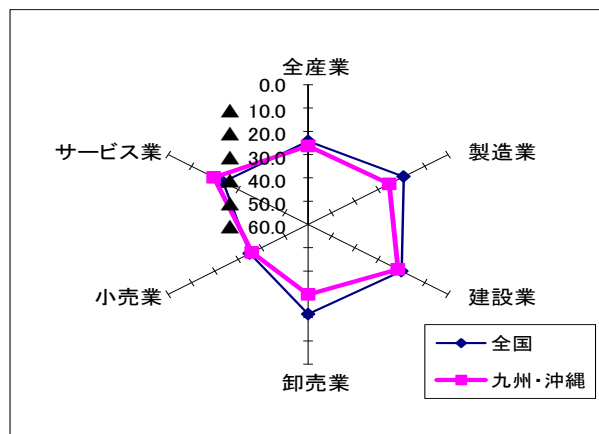 全産業
0.0
▲ 10.0
▲ 20.0
▲ 30.0
▲ 40.0
▲ 50.0
▲ 60.0
製造業
建設業
卸売業
小売業
サービス業
全国
九州・沖縄